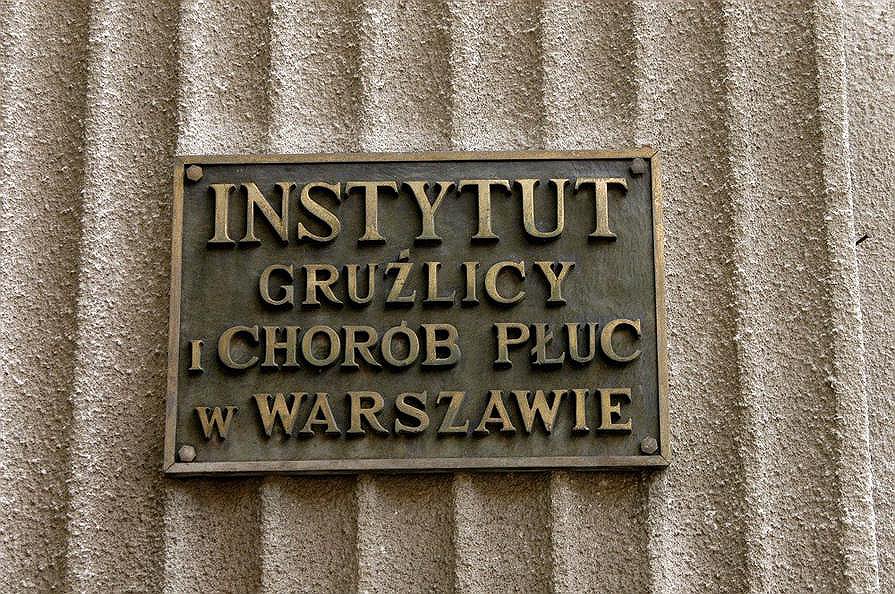 INSTYTUT
GRUŹLICY
I CHORÓB PŁUC
W WARSZAWIE